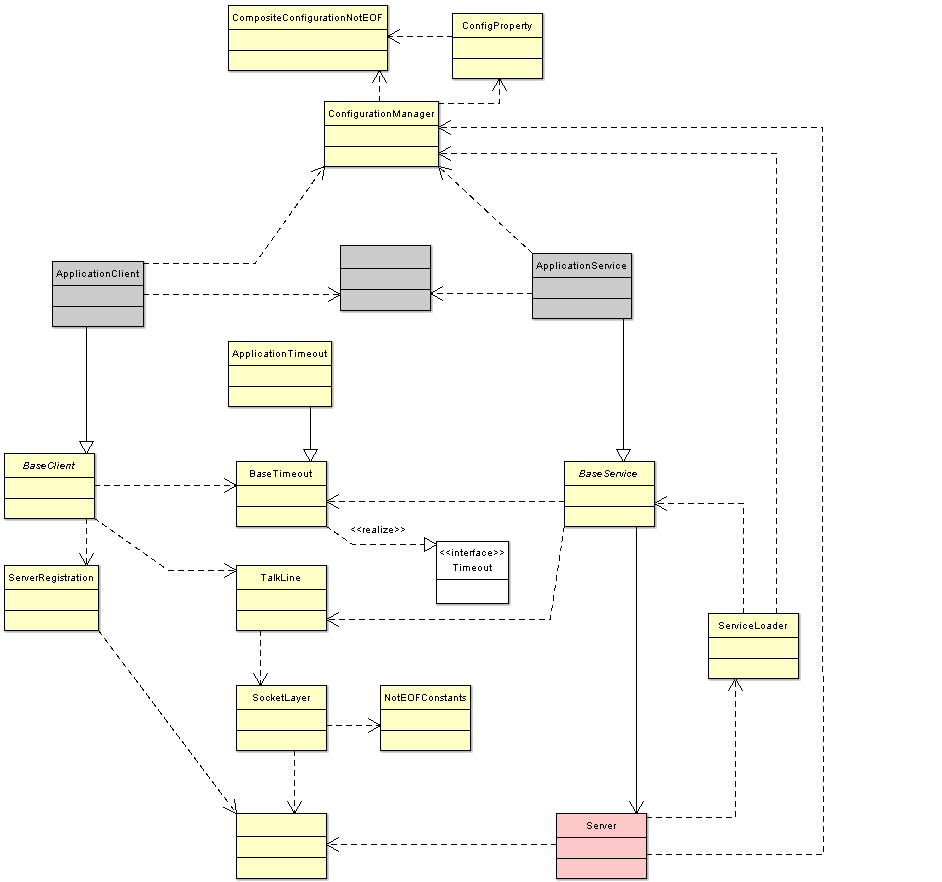 CompositeConfigurationNotEOF
ConfigProperty
ConfigurationManager
ApplicationClient
ApplicationService
ApplicationTimeout
BaseClient
BaseTimeout
BaseService
<<realize>>
<<interface>>
Timeout
ServerRegistration
TalkLine
ServiceLoader
SocketLayer
NotEOFConstants
Server